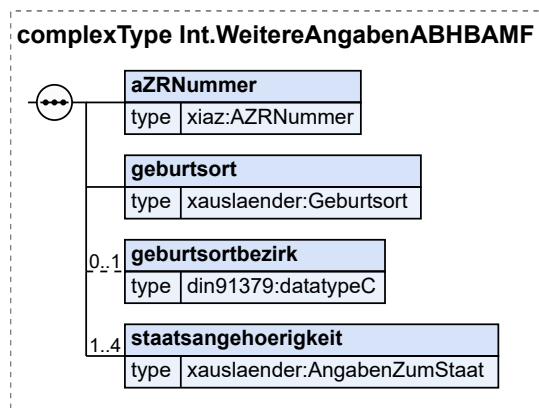 complexType Int.WeitereAngabenABHBAMF
aZRNummer
type xiaz:AZRNummer
geburtsort
type xauslaender:Geburtsort
0..1 geburtsortbezirk
type din91379:datatypeC
1..4 staatsangehoerigkeit
type xauslaender:AngabenZumStaat